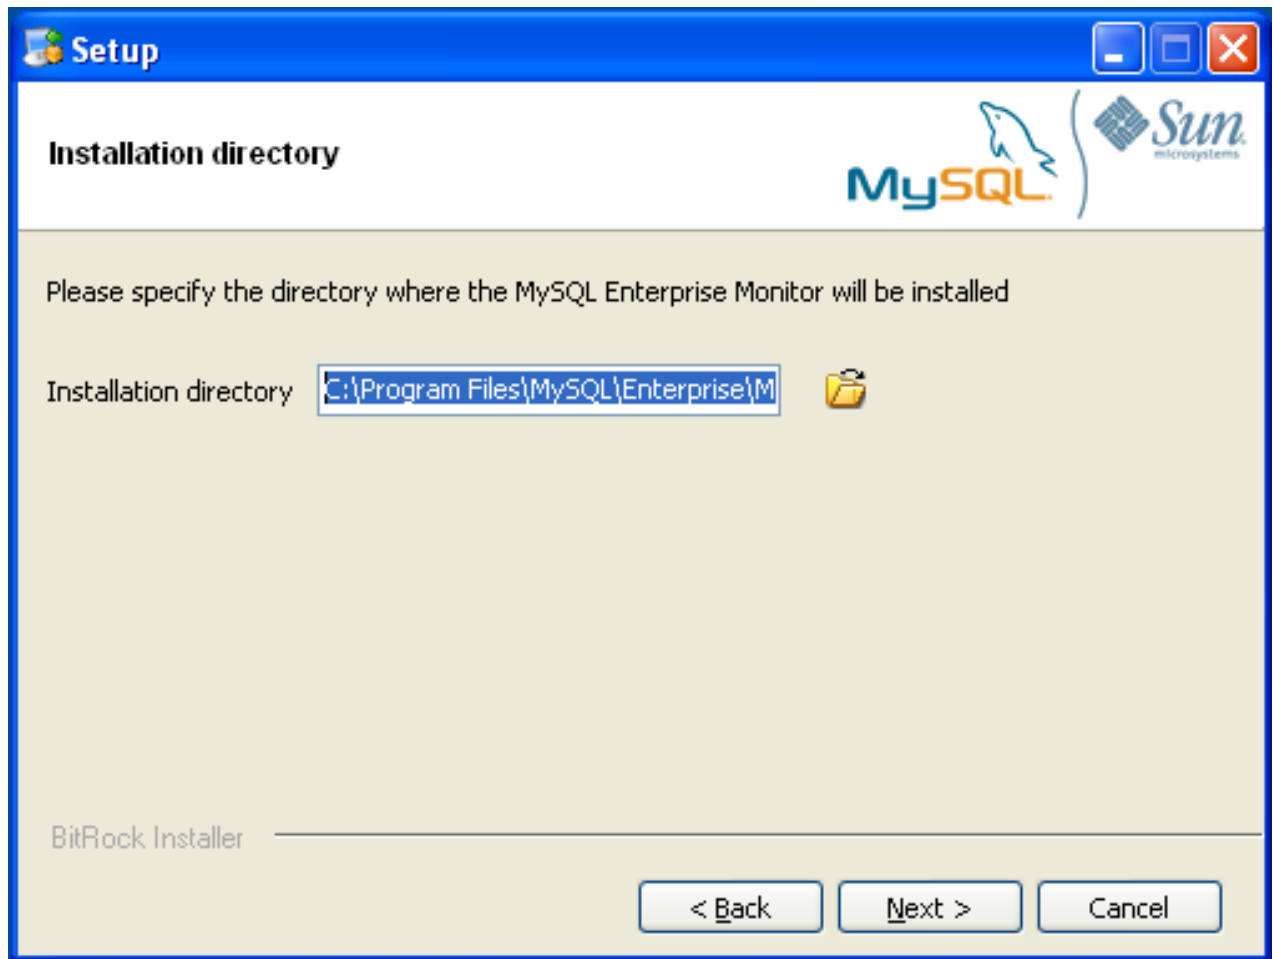 Setup
Installation directory
MySQL
Sun
microsystems
Please specify the directory where the MySQL Enterprise Monitor will be installed
Installation directory C:\Program Files\MySQL\Enterprise\M
BitRock Installer
< Back Next > Cancel